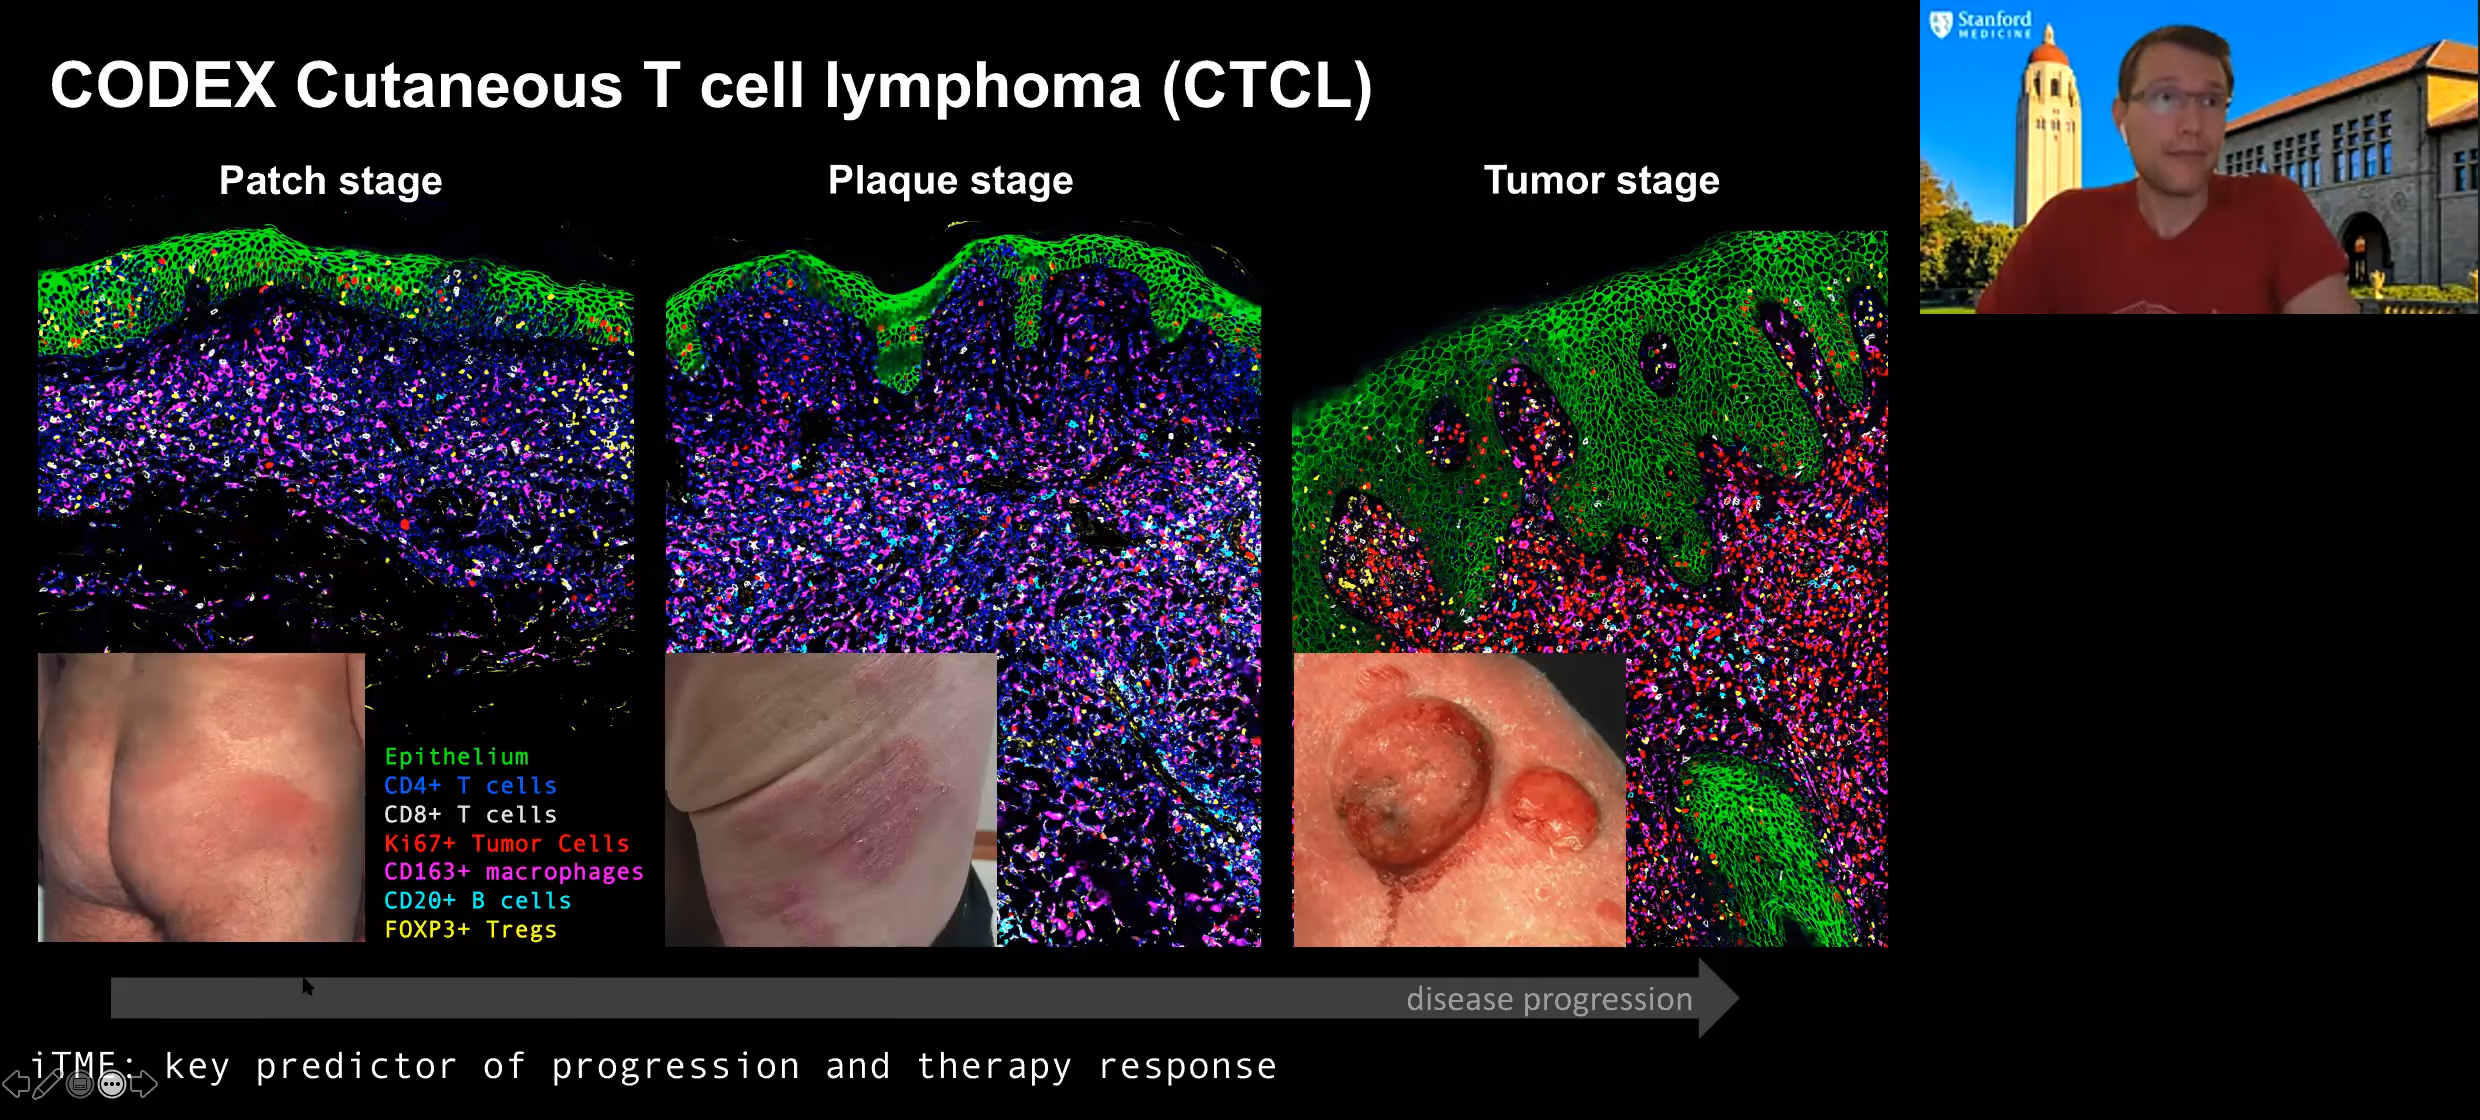 CODEX Cutaneous T cell lymphoma (CTCL)
Stanford
MEDICINE
Patch stage
Plaque stage
Tumor stage
Epithelium
CD4+ T cells
CD8+ T cells
Ki67+ Tumor Cells
CD163+ macrophages
CD20+ B cells
FOXP3+ Tregs
disease progression
iTME: key predictor of progression and therapy response